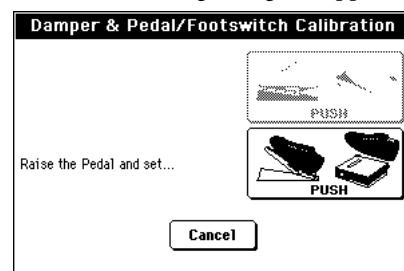 Damper & Pedal/Footswitch Calibration
PUSH
Raise the Pedal and set...
PUSH
Cancel